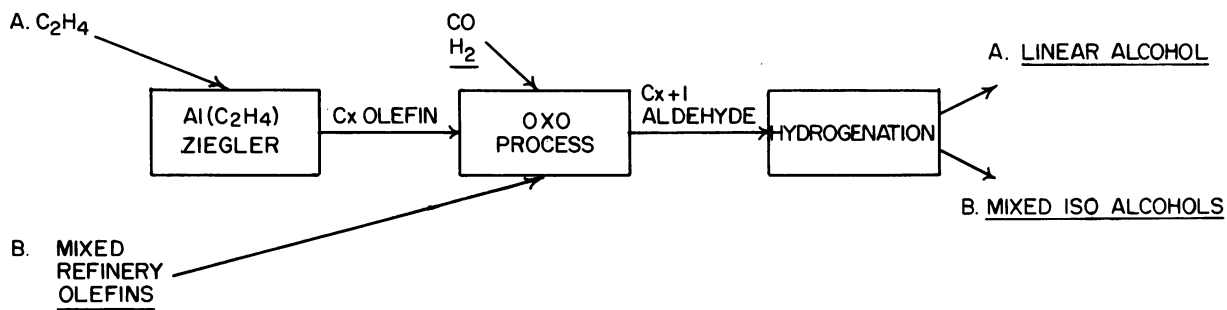 A. C2H4
CO
H2
A. LINEAR ALCOHOL
Al(C2H4)
ZIEGLER
Cx OLEFIN
OXO
PROCESS
Cx+1
ALDEHYDE
HYDROGENATION
B. MIXED ISO ALCOHOLS
B. MIXED
REFINERY
OLEFINS